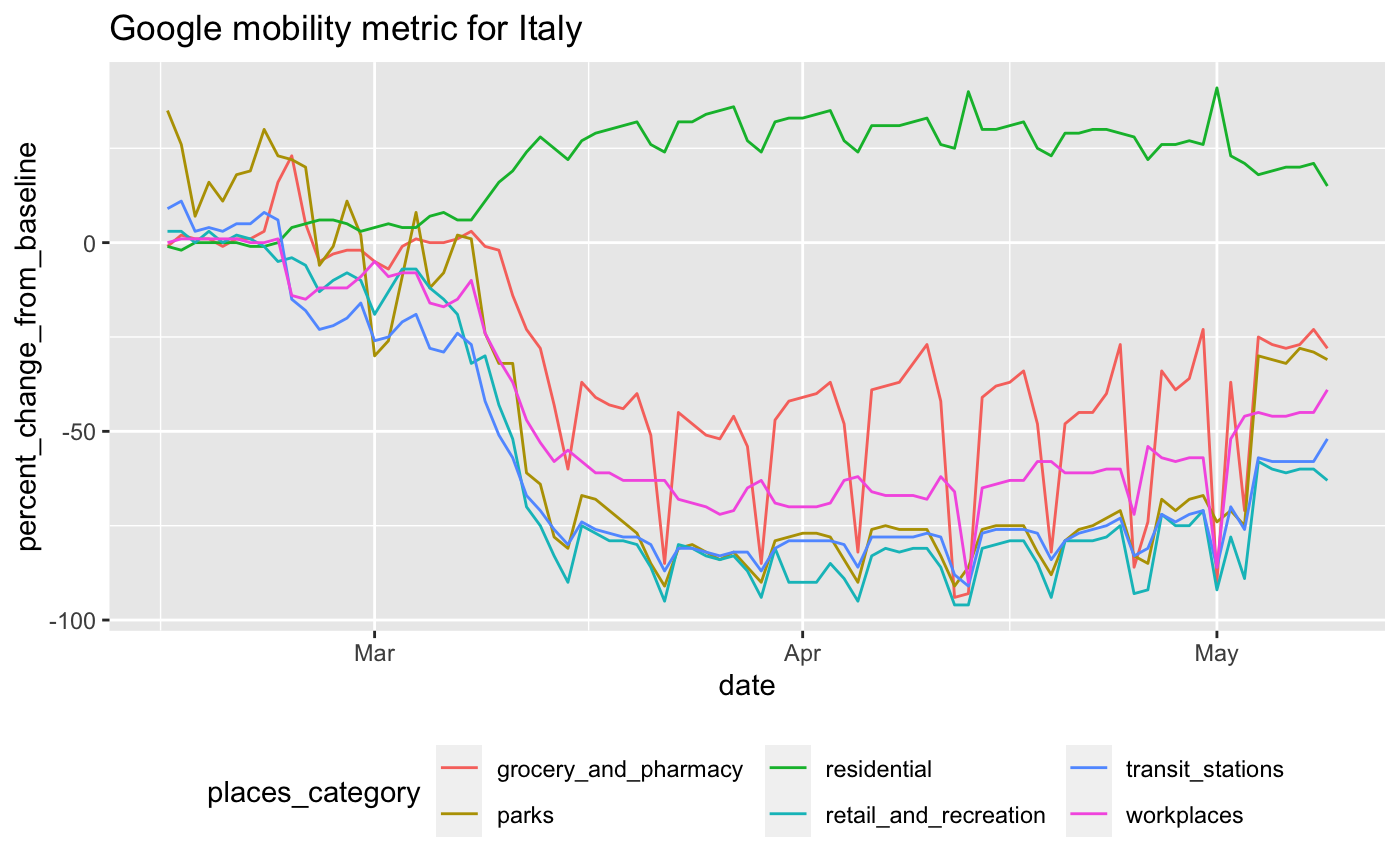 Google mobility metric for Italy
percent_change_from_baseline
0
-50
-100
Mar Apr May
date
places_category
grocery_and_pharmacy residential transit_stations
parks retail_and_recreation workplaces